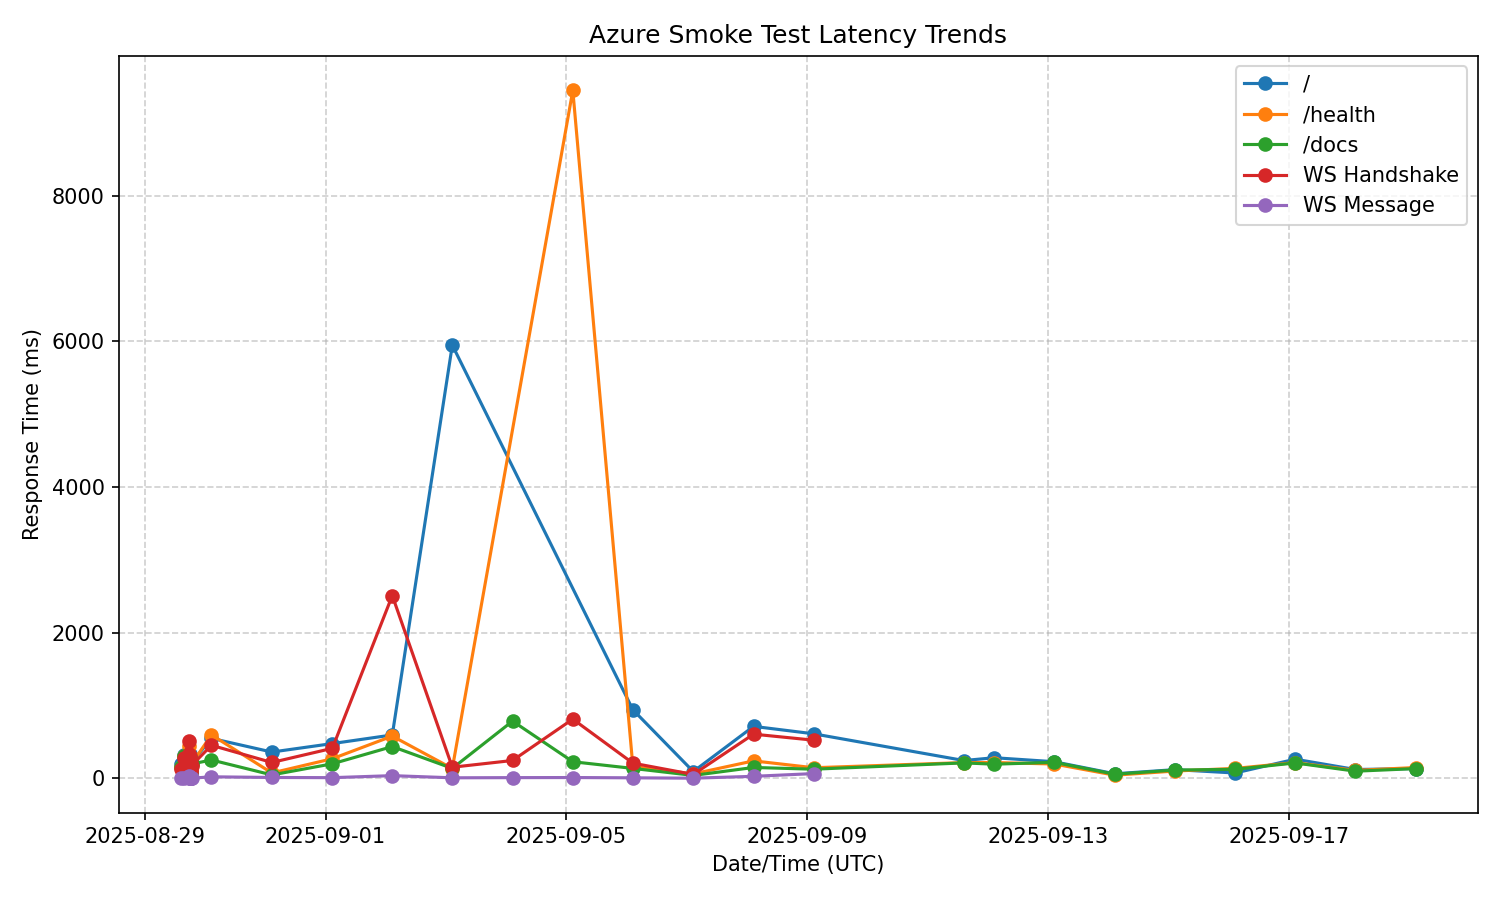 Azure Smoke Test Latency Trends
/
/health
/docs
WS Handshake
WS Message
Response Time (ms)
8000
6000
4000
2000
0
2025-08-29
2025-09-01
2025-09-05
2025-09-09
2025-09-13
2025-09-17
Date/Time (UTC)